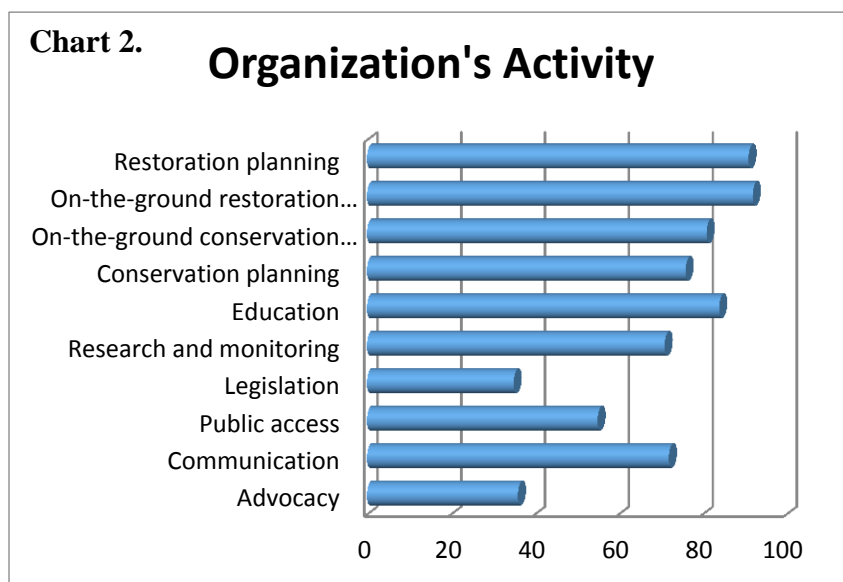 Chart 2.
Organization's Activity
Restoration planning
On-the-ground restoration...
On-the-ground conservation...
Conservation planning
Education
Research and monitoring
Legislation
Public access
Communication
Advocacy
0 20 40 60 80 100